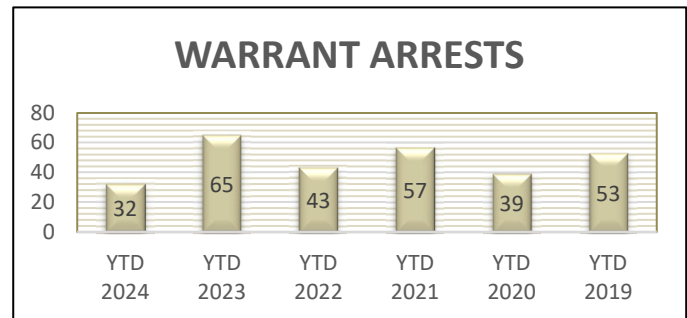 WARRANT ARRESTS
80
60
40
20
0
32
65
43
57
39
53
YTD 2024
YTD 2023
YTD 2022
YTD 2021
YTD 2020
YTD 2019